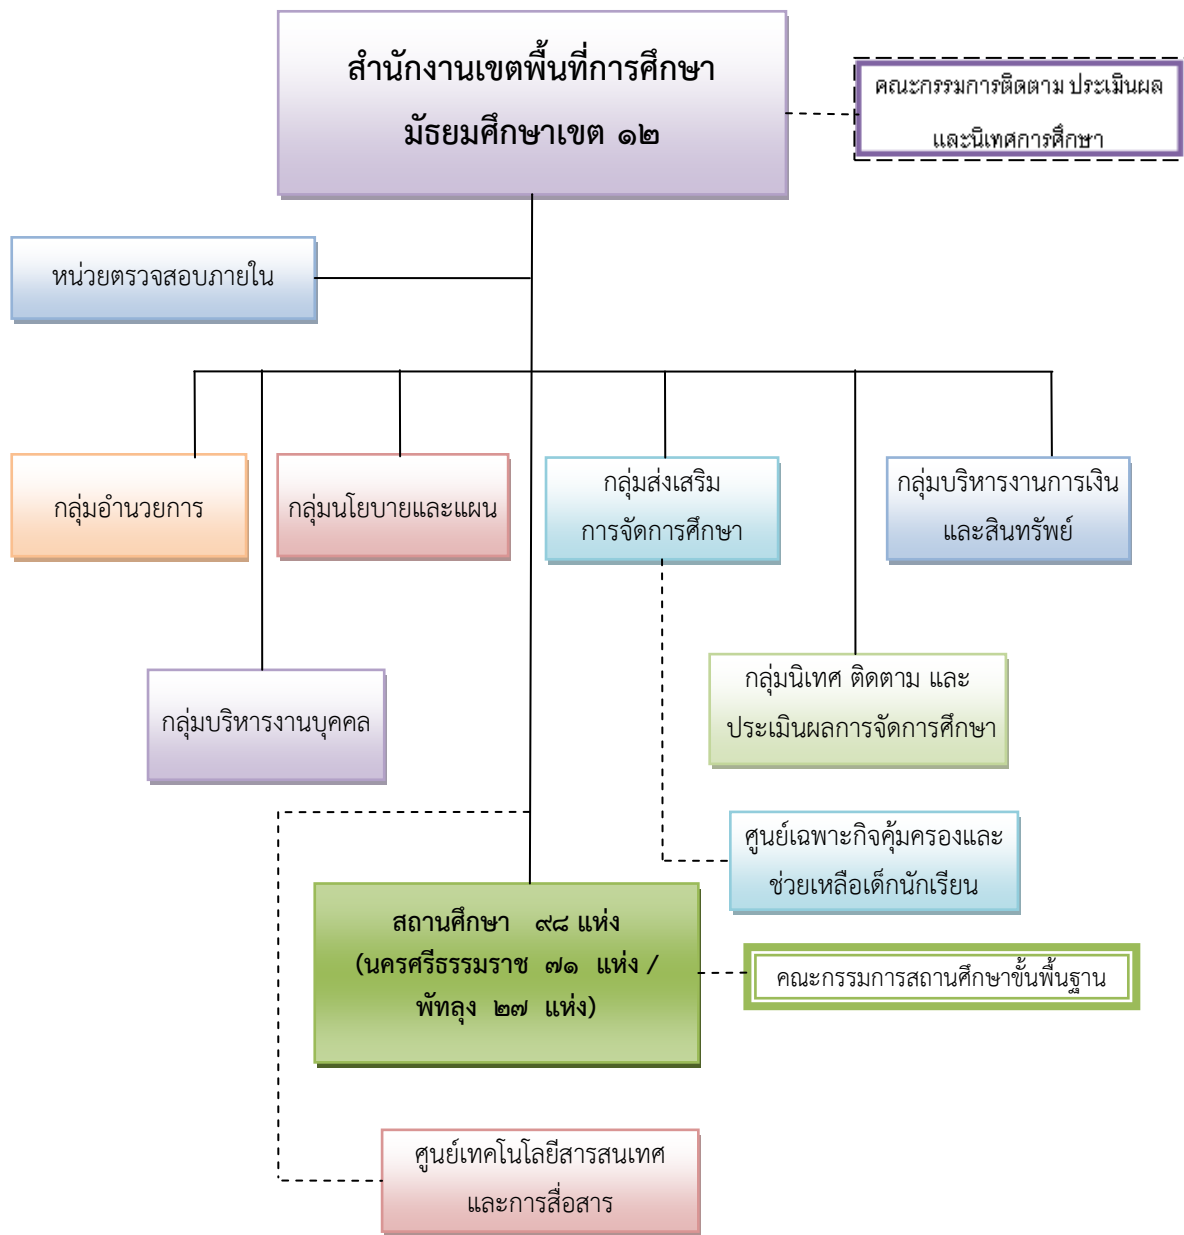 สำนักงานเขตพื้นที่การศึกษา
มัธยมศึกษาเขต ๑๒
คณะกรรมการติดตาม ประเมินผล
และนิเทศการศึกษา
หน่วยตรวจสอบภายใน
กลุ่มอำนวยการ
กลุ่มนโยบายและแผน
กลุ่มส่งเสริม
การจัดการศึกษา
กลุ่มบริหารงานการเงิน
และสินทรัพย์
กลุ่มบริหารงานบุคคล
กลุ่มนิเทศ ติดตาม และ
ประเมินผลการจัดการศึกษา
ศูนย์เฉพาะกิจคุ้มครองและ
ช่วยเหลือเด็กนักเรียน
สถานศึกษา ๙๘ แห่ง
(นครศรีธรรมราช ๗๑ แห่ง /
พัทลุง ๒๗ แห่ง)
คณะกรรมการสถานศึกษาขั้นพื้นฐาน
ศูนย์เทคโนโลยีสารสนเทศ
และการสื่อสาร